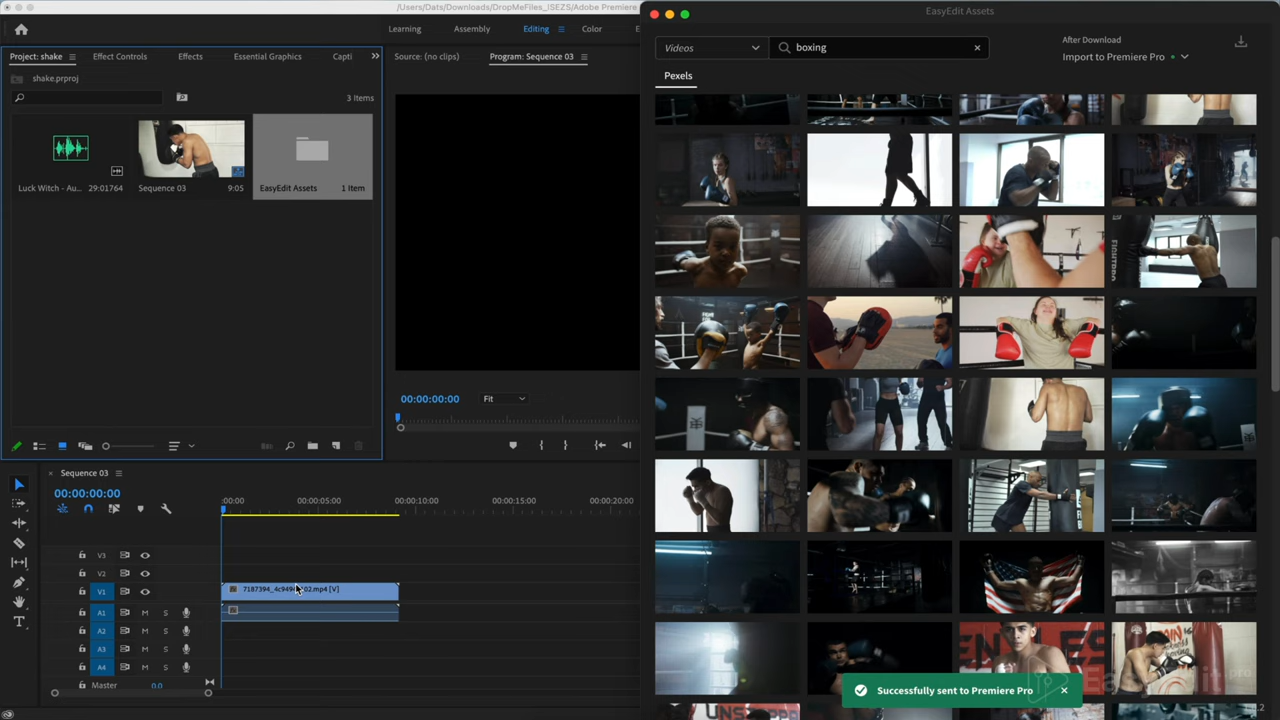 /Users/Dats/Downloads/DropMeFiles_ISEZS/Adobe Premiere
EasyEdit Assets
Learning
Assembly
Editing
Color
Videos
boxing
After Download
Import to Premiere Pro
Project: shake
Effect Controls
Effects
Essential Graphics
Capti
Source: (no clips)
Program: Sequence 03
Pexels
shake.prproj
3 Items
Luck Witch - Au...
29:01764
Sequence 03
9:05
EasyEdit Assets
1 Item
00:00:00:00
Fit
Sequence 03
00:00:00:00
:00:00
00:00:05:00
00:00:10:00
00:00:15:00
00:00:20:00
V3
V2
V1
A1 M S
A2 M S
A3 M S
A4 M S
Master 0.0
Successfully sent to Premiere Pro
EasyEdit pro